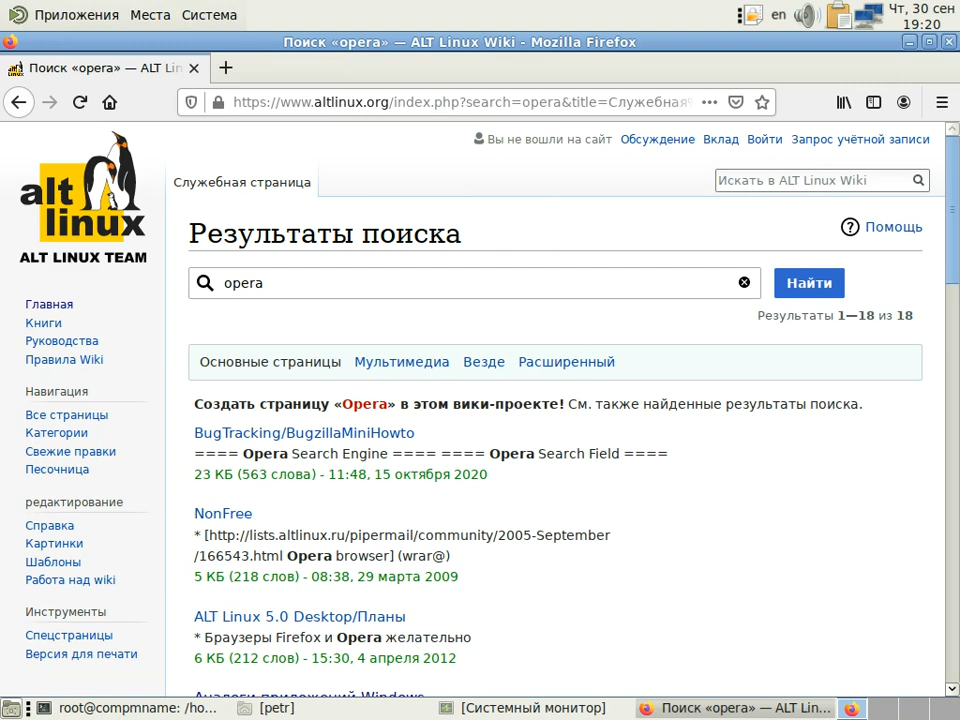 Приложения Места Система
en
Чт, 30 сен
19:20
Поиск «opera» — ALT Linux Wiki - Mozilla Firefox
Поиск «opera» — ALT Lin
https://www.altlinux.org/index.php?search=opera&title=Служебная%
alt
linux
ALT LINUX TEAM
Вы не вошли на сайт Обсуждение Вклад Войти Запрос учётной записи
Служебная страница
Искать в ALT Linux Wiki
Результаты поиска
Помощь
opera
Найти
Результаты 1—18 из 18
Основные страницы Мультимедиа Везде Расширенный
Создать страницу «Opera» в этом вики-проекте! См. также найденные результаты поиска.
BugTracking/BugzillaMiniHowto
==== Opera Search Engine ==== ==== Opera Search Field ====
23 КБ (563 слова) - 11:48, 15 октября 2020
NonFree
* [http://lists.altlinux.ru/pipermail/community/2005-September
/166543.html Opera browser] (wrar@)
5 КБ (218 слов) - 08:38, 29 марта 2009
ALT Linux 5.0 Desktop/Планы
* Браузеры Firefox и Opera желательно
6 КБ (212 слов) - 15:30, 4 апреля 2012
Аналоги приложений Windows
Главная
Книги
Руководства
Правила Wiki
Навигация
Все страницы
Категории
Свежие правки
Песочница
редактирование
Справка
Картинки
Шаблоны
Работа над wiki
Инструменты
Спецстраницы
Версия для печати
root@compmname: /ho...
[petr]
[Системный монитор]
Поиск «opera» — ALT Lin...